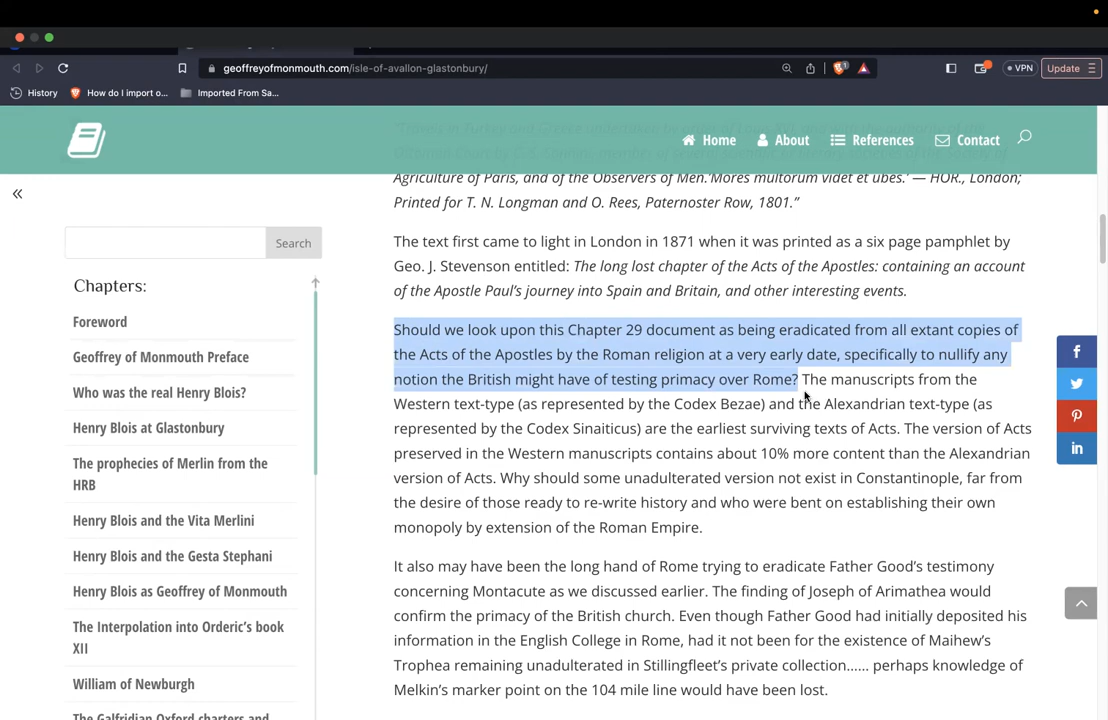 geoffreyofmonmouth.com/isle-of-avallon-glastonbury/
1
VPN
Update
History
How do I import o...
Imported From Sa...
Home
About
References
Contact
Agriculture of Paris, and of the Observers of Men.'Mores multorum videt et ubes.' — HOR., London;
Printed for T. N. Longman and O. Rees, Paternoster Row, 1801.”
The text first came to light in London in 1871 when it was printed as a six page pamphlet by
Geo. J. Stevenson entitled: The long lost chapter of the Acts of the Apostles: containing an account
of the Apostle Paul’s journey into Spain and Britain, and other interesting events.
Should we look upon this Chapter 29 document as being eradicated from all extant copies of
the Acts of the Apostles by the Roman religion at a very early date, specifically to nullify any
notion the British might have of testing primacy over Rome? The manuscripts from the
Western text-type (as represented by the Codex Bezae) and the Alexandrian text-type (as
represented by the Codex Sinaiticus) are the earliest surviving texts of Acts. The version of Acts
preserved in the Western manuscripts contains about 10% more content than the Alexandrian
version of Acts. Why should some unadulterated version not exist in Constantinople, far from
the desire of those ready to re-write history and who were bent on establishing their own
monopoly by extension of the Roman Empire.
It also may have been the long hand of Rome trying to eradicate Father Good’s testimony
concerning Montacute as we discussed earlier. The finding of Joseph of Arimathea would
confirm the primacy of the British church. Even though Father Good had initially deposited his
information in the English College in Rome, had it not been for the existence of Maihew’s
Trophea remaining unadulterated in Stillingfleet’s private collection…… perhaps knowledge of
Melkin’s marker point on the 104 mile line would have been lost.
Search
Chapters:
Foreword
Geoffrey of Monmouth Preface
Who was the real Henry Blois?
Henry Blois at Glastonbury
The prophecies of Merlin from the
HRB
Henry Blois and the Vita Merlini
Henry Blois and the Gesta Stephani
Henry Blois as Geoffrey of Monmouth
The Interpolation into Orderic’s book
XII
William of Newburgh
The Galfridian Oxford charters and